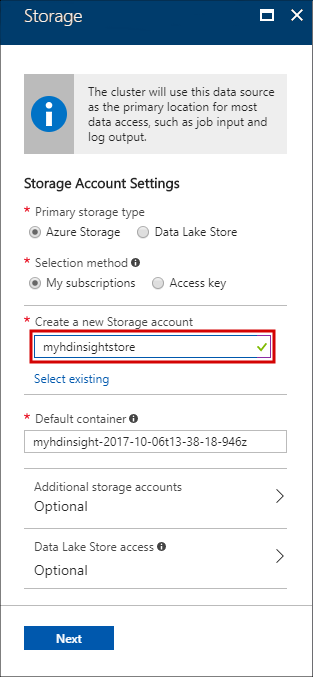 Storage
The cluster will use this data source
as the primary location for most
data access, such as job input and
log output.
Storage Account Settings
* Primary storage type
Azure Storage Data Lake Store
* Selection method
My subscriptions Access key
* Create a new Storage account
myhdinsightstore
Select existing
* Default container
myhdinsight-2017-10-06t13-38-18-946z
Additional storage accounts
Optional
Data Lake Store access
Optional
Next